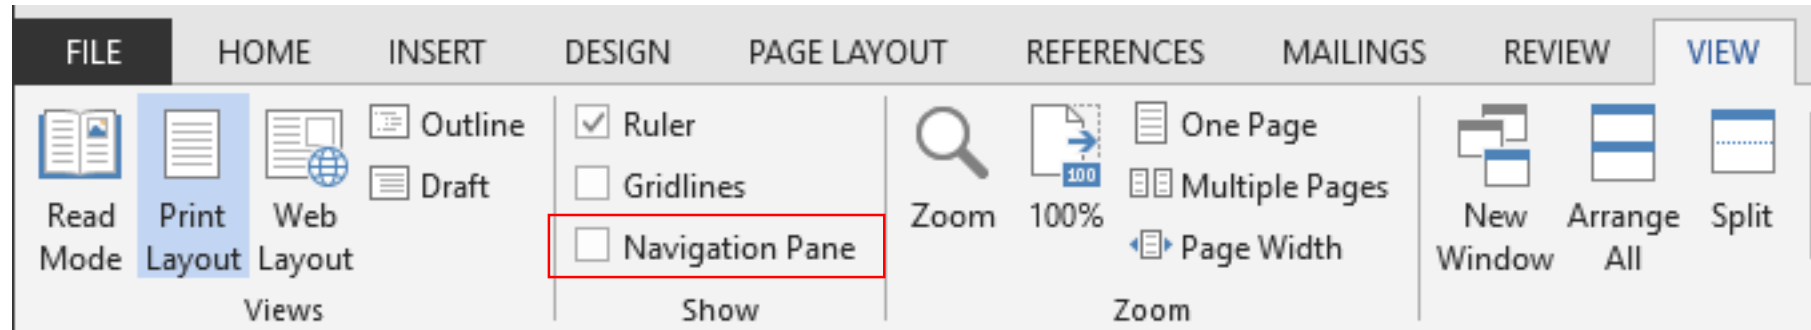 FILE HOME INSERT DESIGN PAGE LAYOUT REFERENCES MAILINGS REVIEW VIEW
Read
Mode
Print
Layout
Web
Layout
Outline
Draft
Views
Ruler
Gridlines
Navigation Pane
Show
Zoom
100
100%
One Page
Multiple Pages
Page Width
Zoom
New
Window
Arrange
All
Split